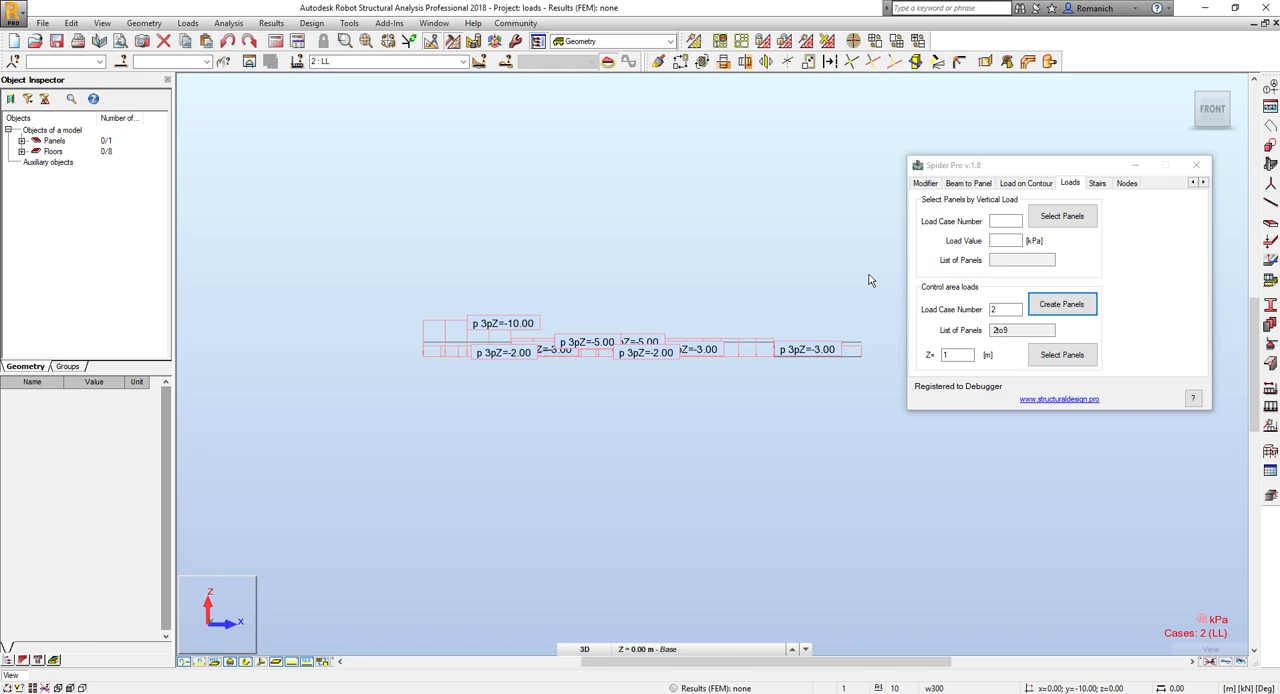 Autodesk Robot Structural Analysis Professional 2018 - Project: loads - Results (FEM): none
Type a keyword or phrase
Romanich
PRO
File Edit View Geometry Loads Analysis Results Design Tools Add-Ins Window Help Community
Geometry
2 : LL
Object Inspector
Objects Number of...
Objects of a model
Panels 0/1
Floors 0/8
Auxiliary objects
Geometry Groups
Name Value Unit
FRONT
p 3pZ=-10.00
p 3pZ=-5.00
p 3pZ=-2.00
p 3pZ=-2.00
Z=-3.00
p 3pZ=-3.00
Spider Pro v.1.8
Modifier Beam to Panel Load on Contour Loads Stairs Nodes
Select Panels by Vertical Load
Load Case Number
Select Panels
Load Value [kPa]
List of Panels
Control area loads
Load Case Number 2
Create Panels
List of Panels 2to9
Z= 1 [m]
Select Panels
Registered to Debugger
www.structuraldesign.pro
?
Z
X
kPa
Cases: 2 (LL)
3D Z = 0.00 m - Base
View
View
Results (FEM): none 1 10 w300 x=0.00; y=-10.00; z=0.00 0.00 [m] [kN] [Deg]